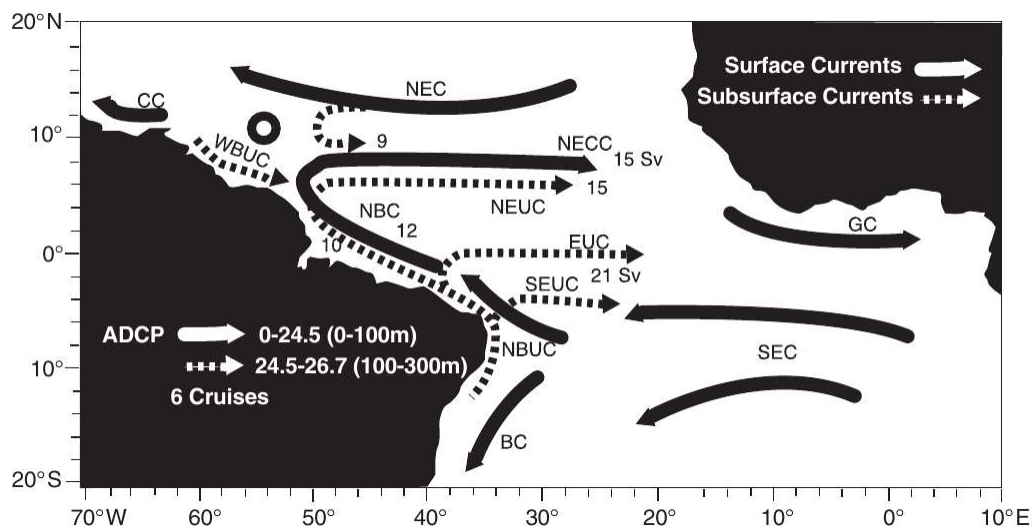 20°N
10°
0°
10°
20°S
Surface Currents
Subsurface Currents
CC
NEC
WBUC
9
NECC
15 Sv
15
NEUC
NBC
12
10
GC
EUC
21 Sv
SEUC
ADCP 0-24.5 (0-100m)
24.5-26.7 (100-300m)
6 Cruises
NBUC
SEC
BC
70°W 60° 50° 40° 30° 20° 10° 0° 10°E